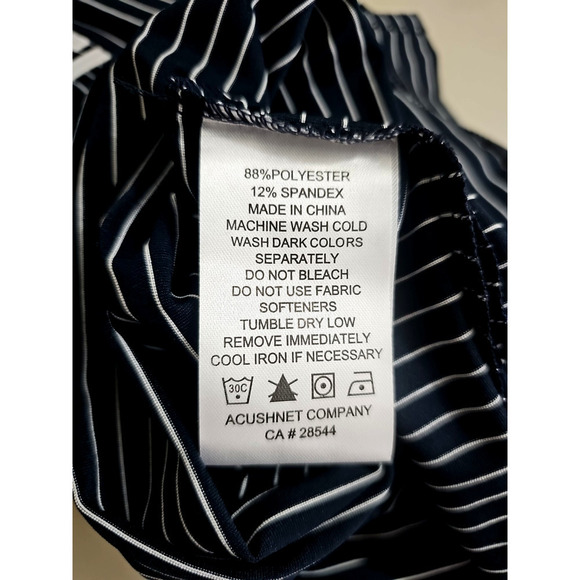 88%POLYESTER
12% SPANDEX
MADE IN CHINA
MACHINE WASH COLD
WASH DARK COLORS
SEPARATELY
DO NOT BLEACH
DO NOT USE FABRIC
SOFTENERS
TUMBLE DRY LOW
REMOVE IMMEDIATELY
COOL IRON IF NECESSARY
30C
ACUSHNET COMPANY
CA # 28544